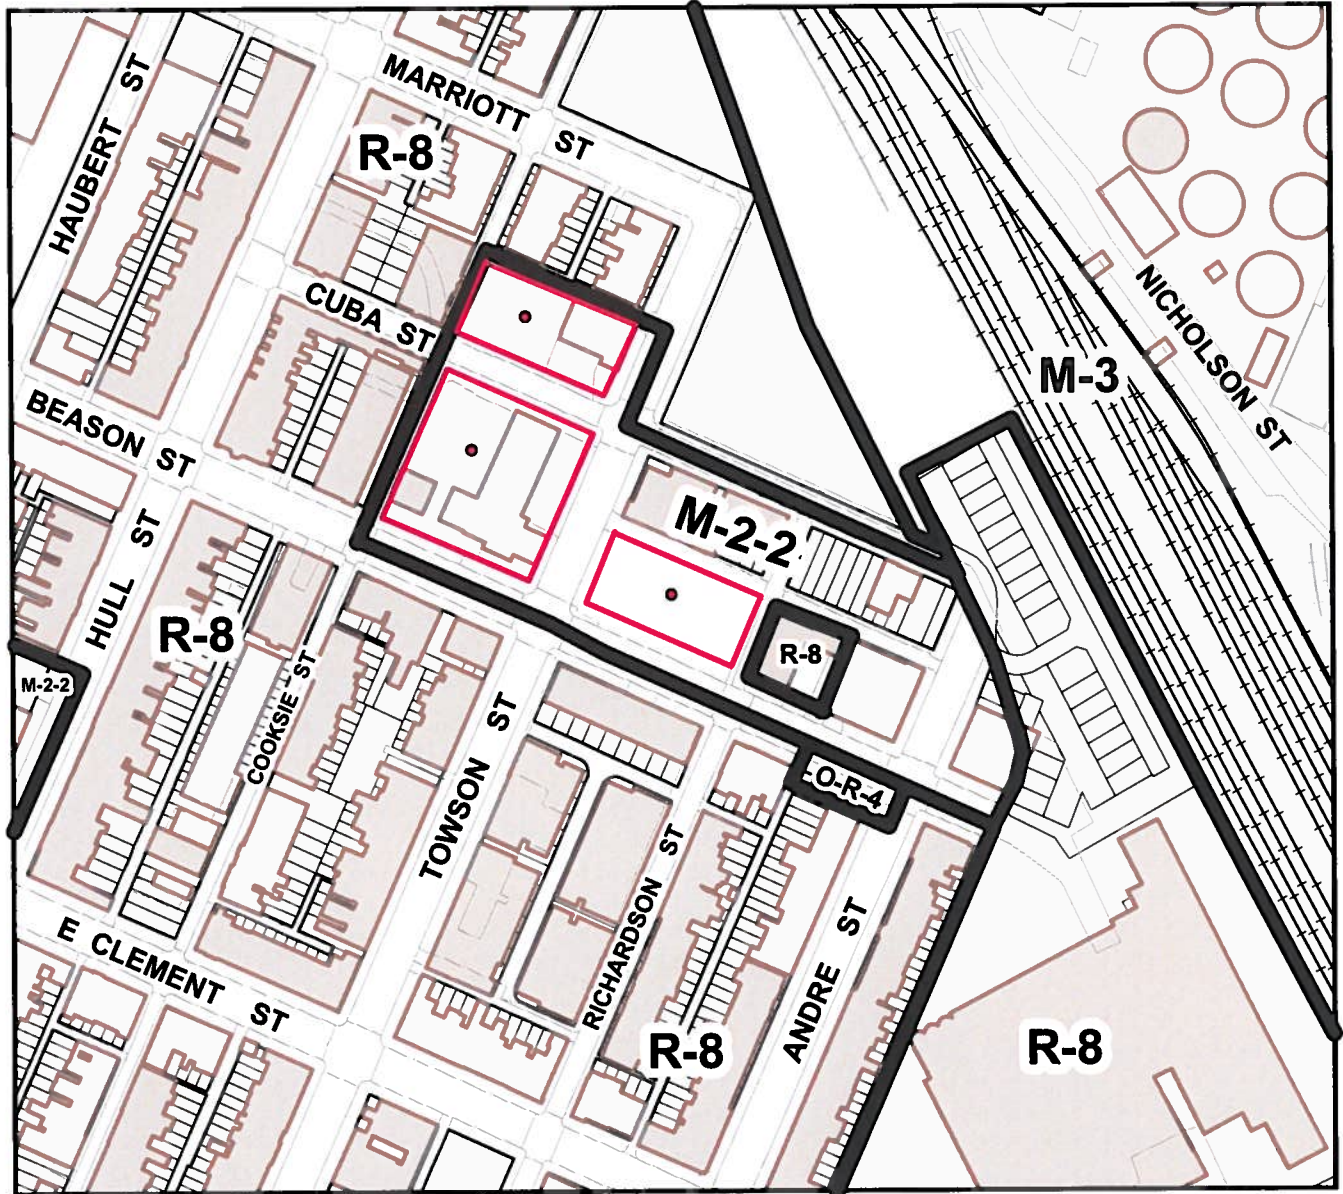 MARRIOTT ST
HAUBERT ST
R-8
CUBA ST
NICHOLSON ST
M-3
BEASON ST
M-2-2
HULL ST
R-8
COOKSIE ST
R-8
M-2-2
TOWSON ST
O-R-4
RICHARDSON ST
ANDRE ST
E CLEMENT ST
R-8
R-8